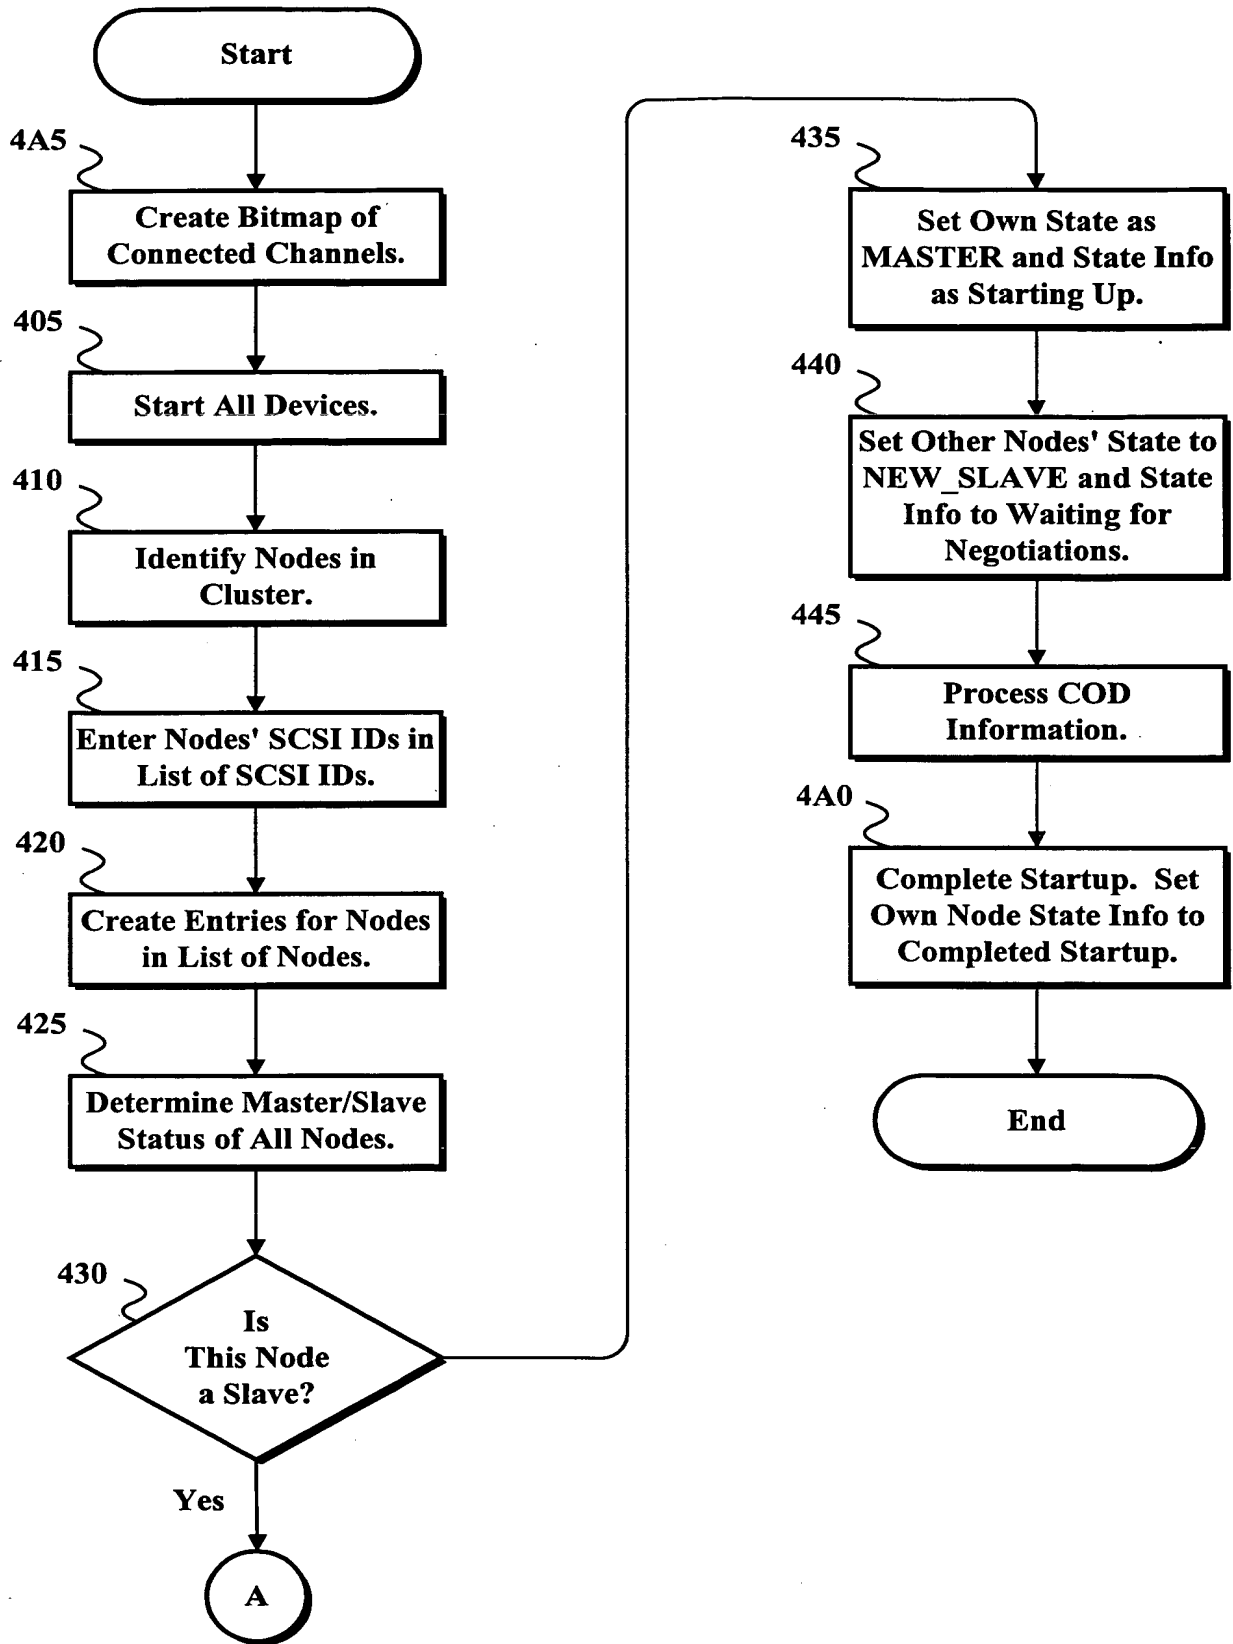 Start
4A5
Create Bitmap of
Connected Channels.
405
Start All Devices.
410
Identify Nodes in
Cluster.
415
Enter Nodes' SCSI IDs in
List of SCSI IDs.
420
Create Entries for Nodes
in List of Nodes.
425
Determine Master/Slave
Status of All Nodes.
430
Is
This Node
a Slave?
Yes
A
435
Set Own State as
MASTER and State Info
as Starting Up.
440
Set Other Nodes' State to
NEW_SLAVE and State
Info to Waiting for
Negotiations.
445
Process COD
Information.
4A0
Complete Startup. Set
Own Node State Info to
Completed Startup.
End